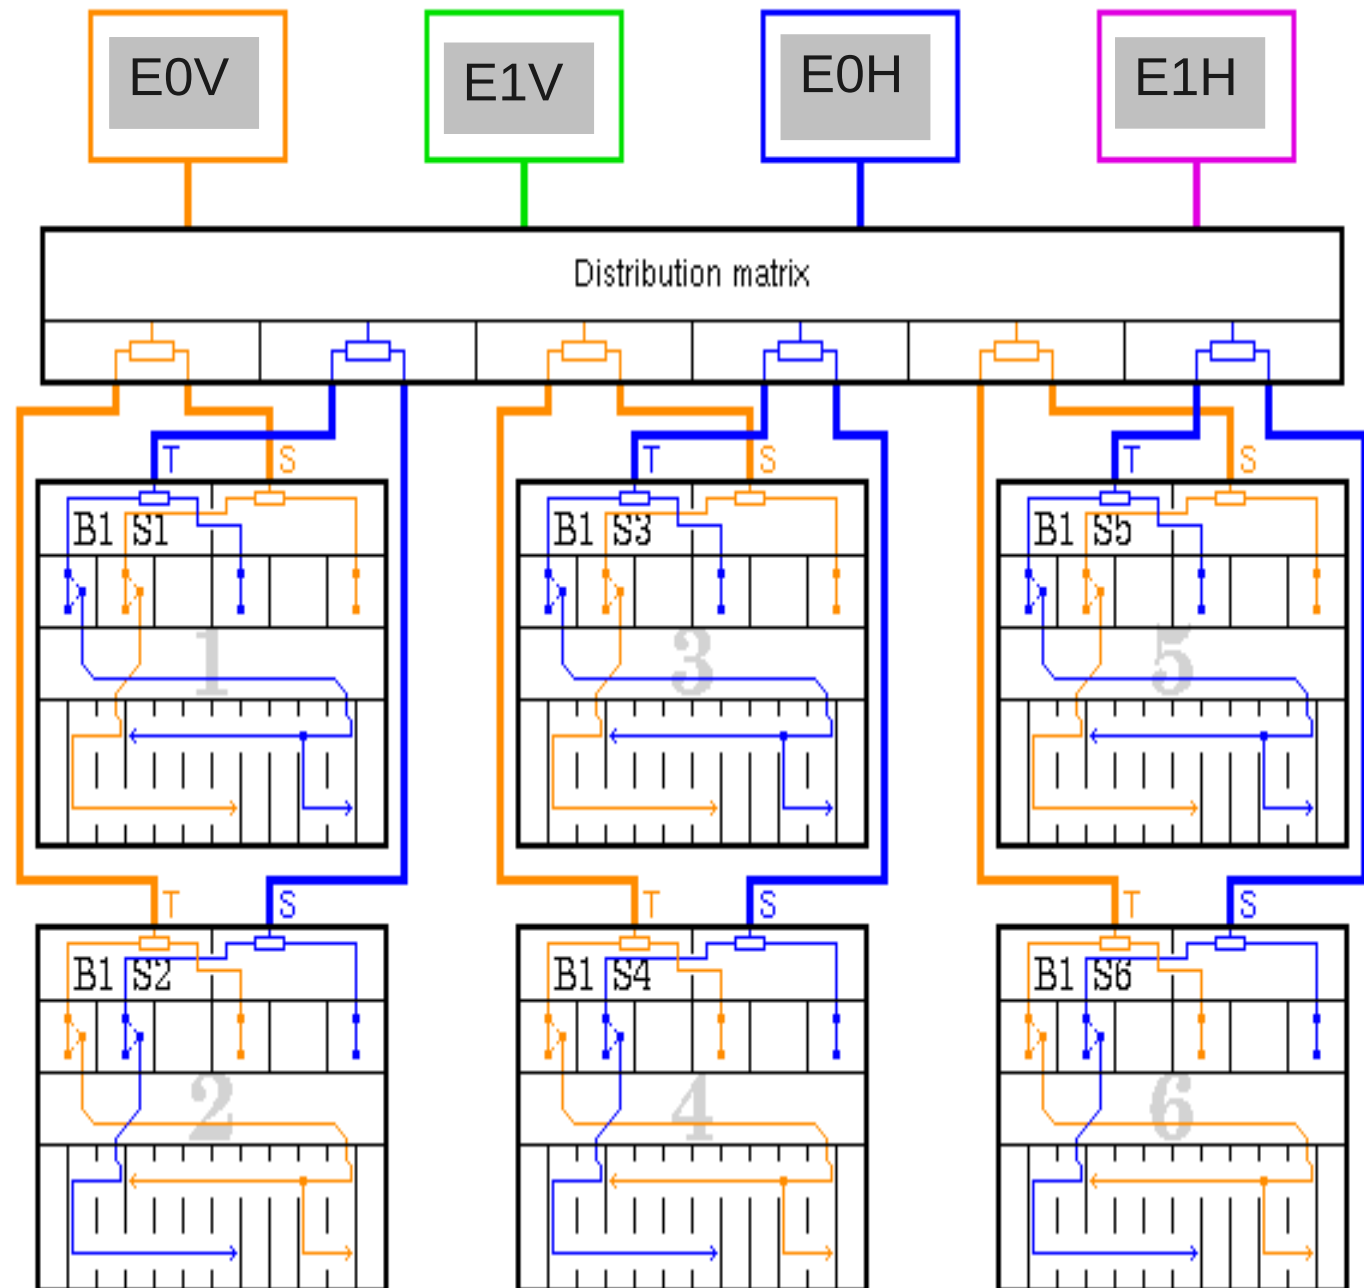 E0V E1V E0H E1H
Distribution matrix
T S T S T S
B1 S1 B1 S3 B1 S5
1 3 5
T S T S T S
B1 S2 B1 S4 B1 S6
2 4 6